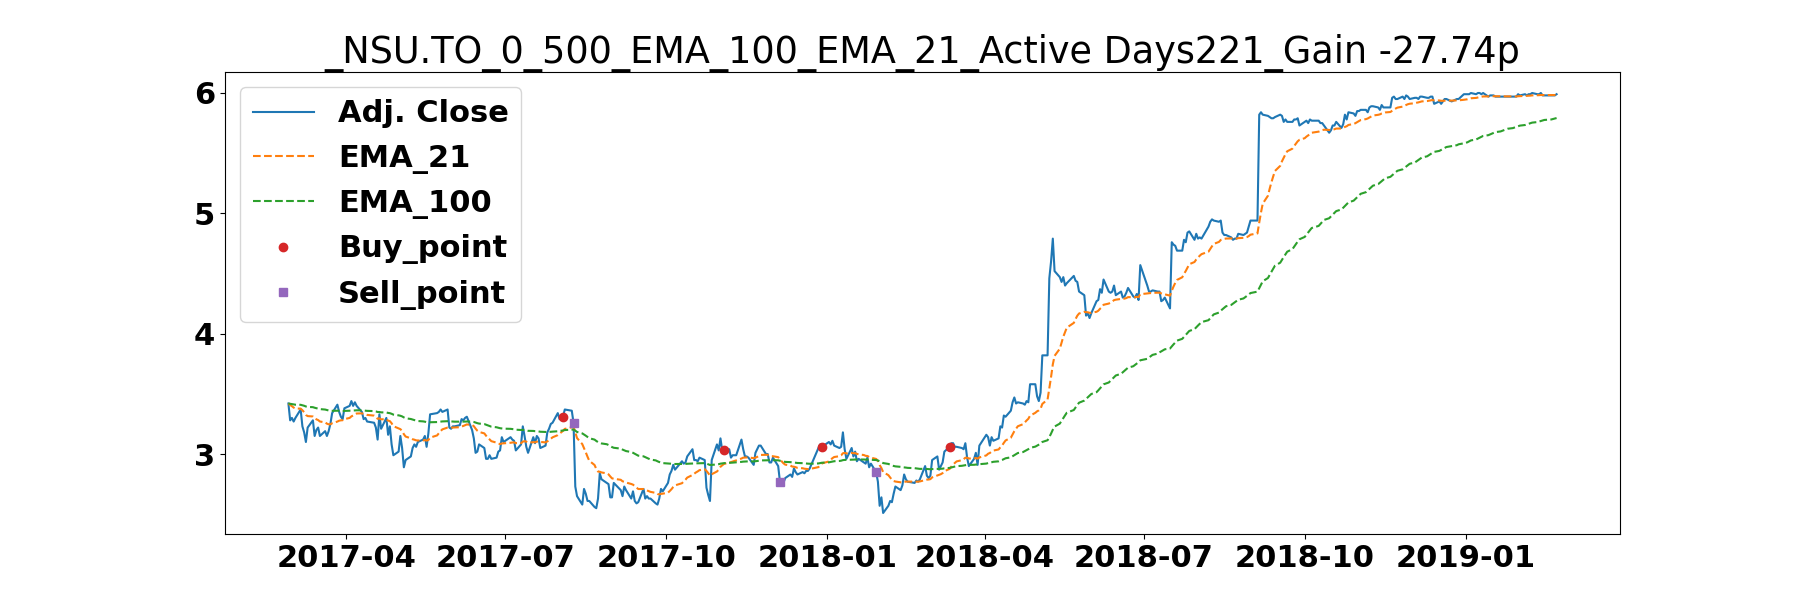 _NSU.TO_0_500_EMA_100_EMA_21_Active Days221_Gain -27.74p
6
5
4
3
Adj. Close
EMA_21
EMA_100
Buy_point
Sell_point
2017-04 2017-07 2017-10 2018-01 2018-04 2018-07 2018-10 2019-01